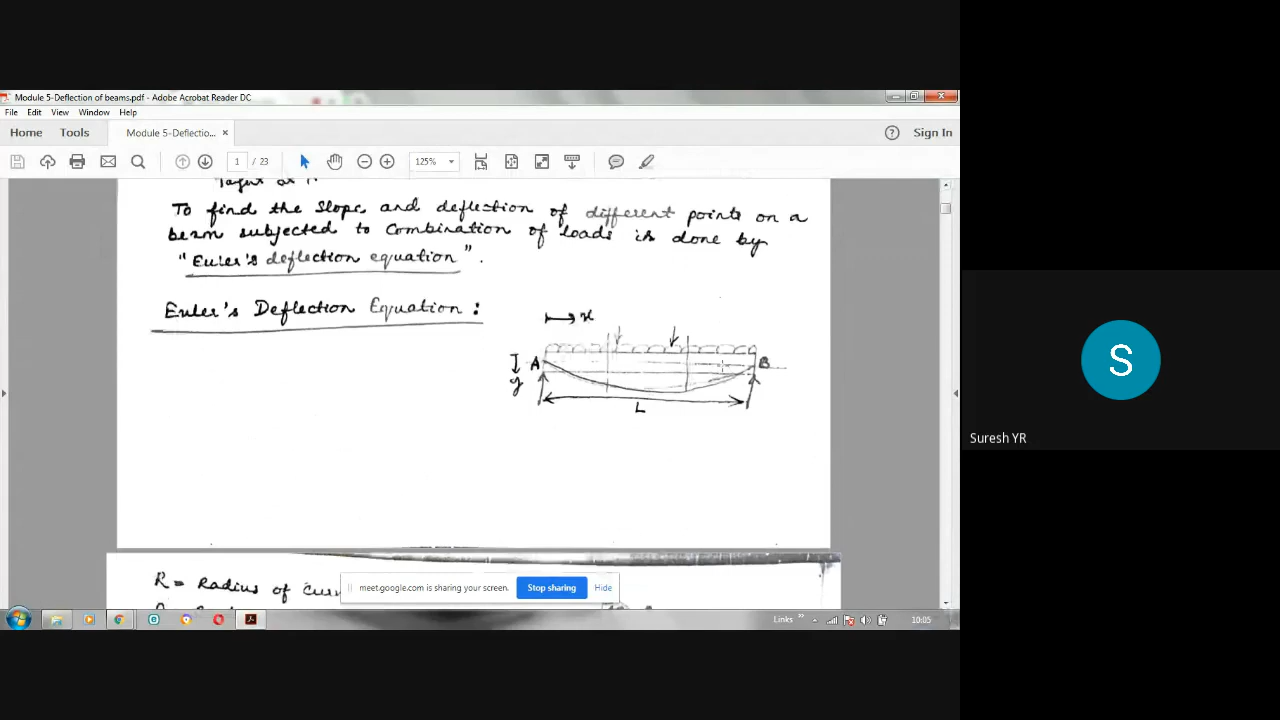 Module 5-Deflection of beams.pdf - Adobe Acrobat Reader DC
File Edit View Window Help
Home Tools Module 5-Deflectio... × Sign In
1 / 23 125%
To find the slope and deflection of different points on a
beam subjected to combination of loads is done by
"Euler's deflection equation".
Euler's Deflection Equation:
x
A B
y
L
R = Radius of
meet.google.com is sharing your screen. Stop sharing Hide
Links 10:05
S
Suresh YR